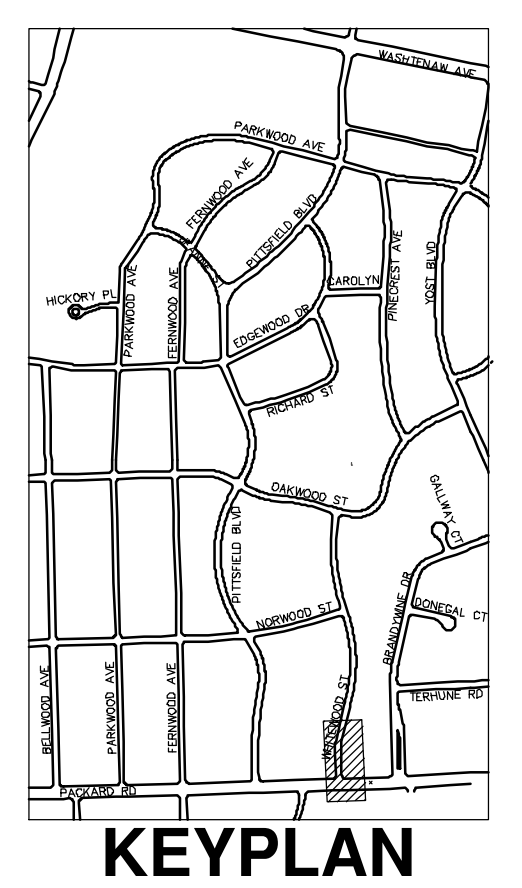 WASHTENAW AVE
PARKWOOD AVE
FERNWOOD AVE
PITTSFIELD BLVD
PINECREST AVE
YOST BLVD
CAROLYN
HICKORY PL
PARKWOOD AVE
FERNWOOD AVE
EDGEWOOD DR
RICHARD ST
OAKWOOD ST
GALLWAY CT
PITTSFIELD BLVD
BRANDYWINE DR
DONEGAL CT
NORWOOD ST
TERHUNE RD
BELLWOOD AVE
PARKWOOD AVE
FERNWOOD AVE
PACKARD RD
KEYPLAN